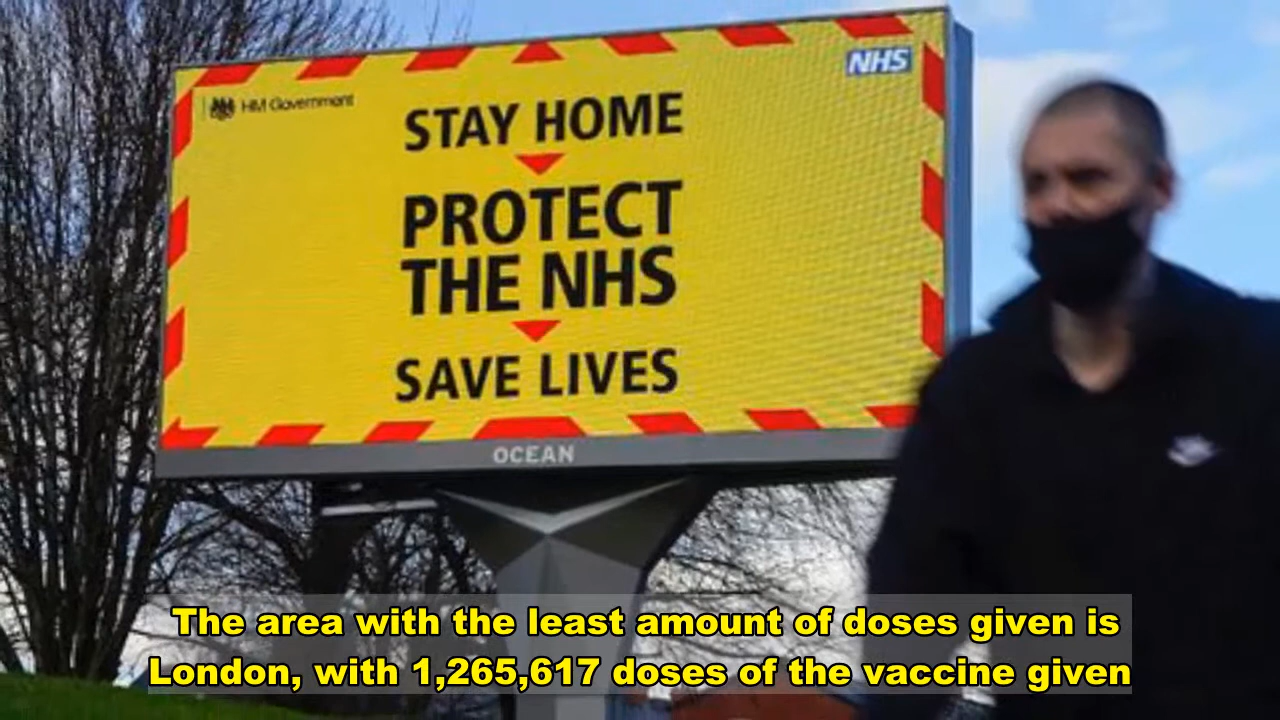 HM Government
NHS
STAY HOME
PROTECT
THE NHS
SAVE LIVES
OCEAN
The area with the least amount of doses given is
London, with 1,265,617 doses of the vaccine given